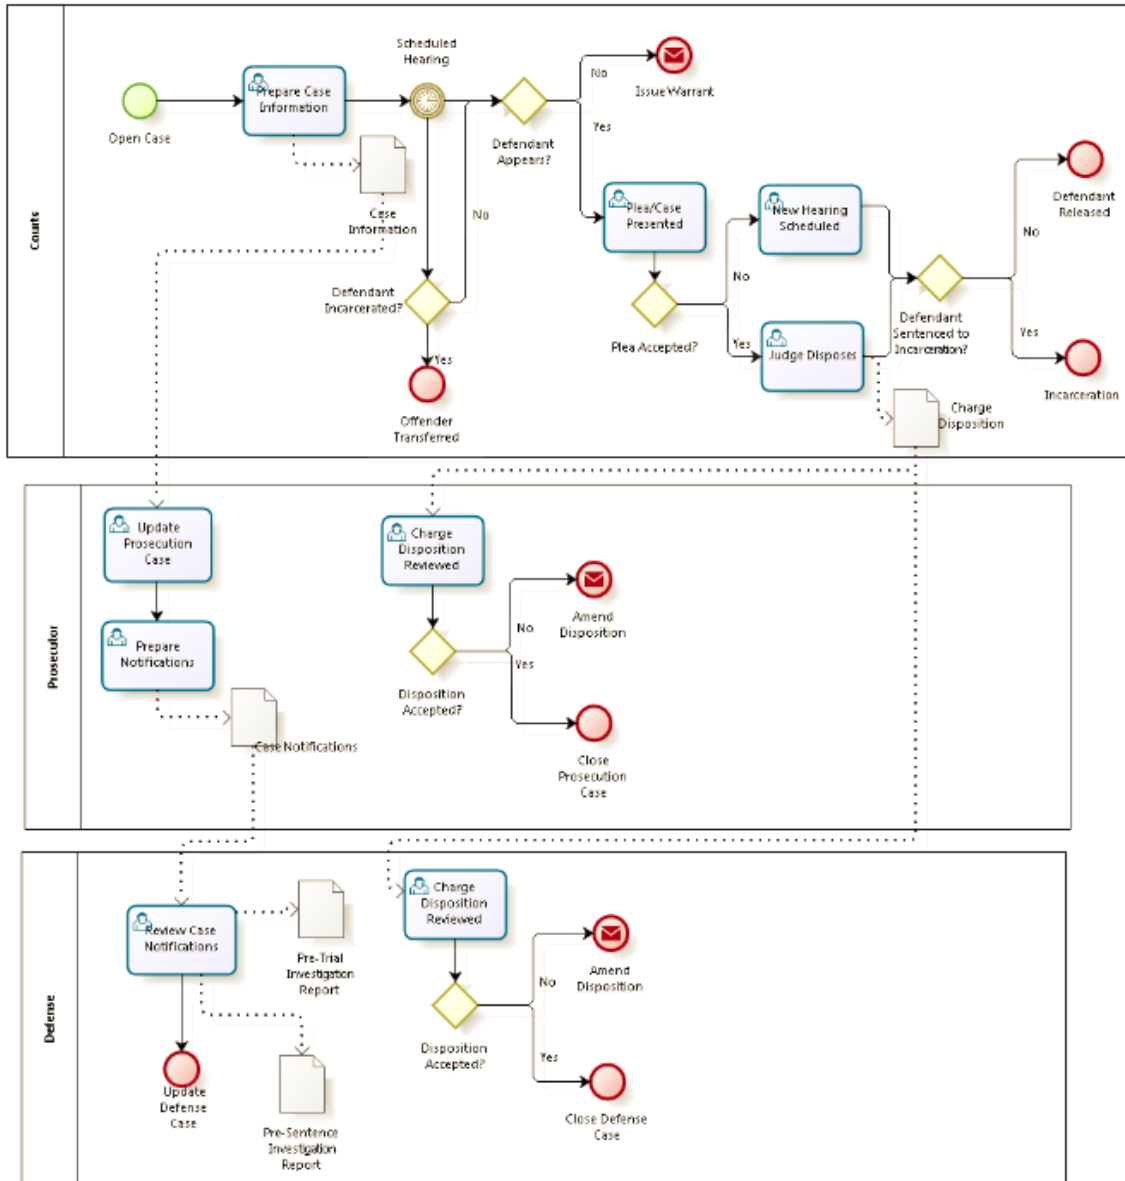 Courts
Open Case
Prepare Case
Information
Scheduled
Hearing
Case
Information
Defendant
Incarcerated?
No
Yes
Offender
Transferred
Defendant
Appears?
No
Issue Warrant
Yes
Plea/Case
Presented
Plea Accepted?
No
New Hearing
Scheduled
Yes
Judge Disposes
Defendant
Sentenced to
Incarceration?
No
Defendant
Released
Yes
Incarceration
Charge
Disposition
Prosecutor
Update
Prosecution
Case
Prepare
Notifications
Case Notifications
Charge
Disposition
Reviewed
Disposition
Accepted?
No
Amend
Disposition
Yes
Close
Prosecution
Case
Defense
Review Case
Notifications
Pre-Trial
Investigation
Report
Update
Defense
Case
Pre-Sentence
Investigation
Report
Charge
Disposition
Reviewed
Disposition
Accepted?
No
Amend
Disposition
Yes
Close Defense
Case